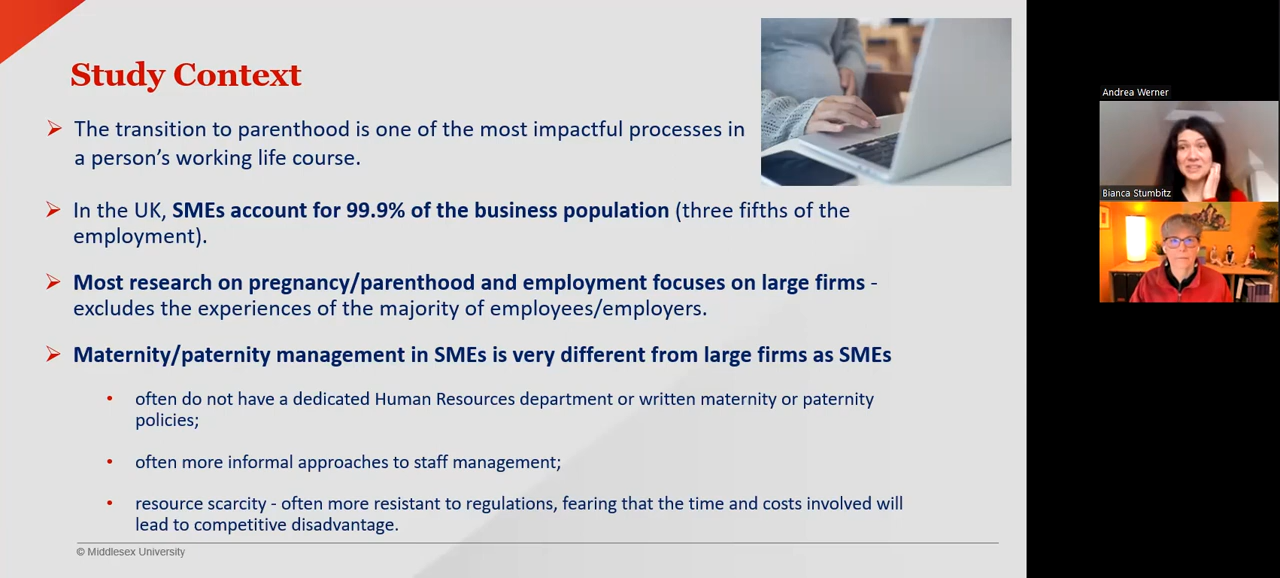 Study Context
➢ The transition to parenthood is one of the most impactful processes in
a person’s working life course.
➢ In the UK, SMEs account for 99.9% of the business population (three fifths of the
employment).
➢ Most research on pregnancy/parenthood and employment focuses on large firms -
excludes the experiences of the majority of employees/employers.
➢ Maternity/paternity management in SMEs is very different from large firms as SMEs
• often do not have a dedicated Human Resources department or written maternity or paternity
policies;
• often more informal approaches to staff management;
• resource scarcity - often more resistant to regulations, fearing that the time and costs involved will
lead to competitive disadvantage.
© Middlesex University
Andrea Werner
Bianca Stumbitz